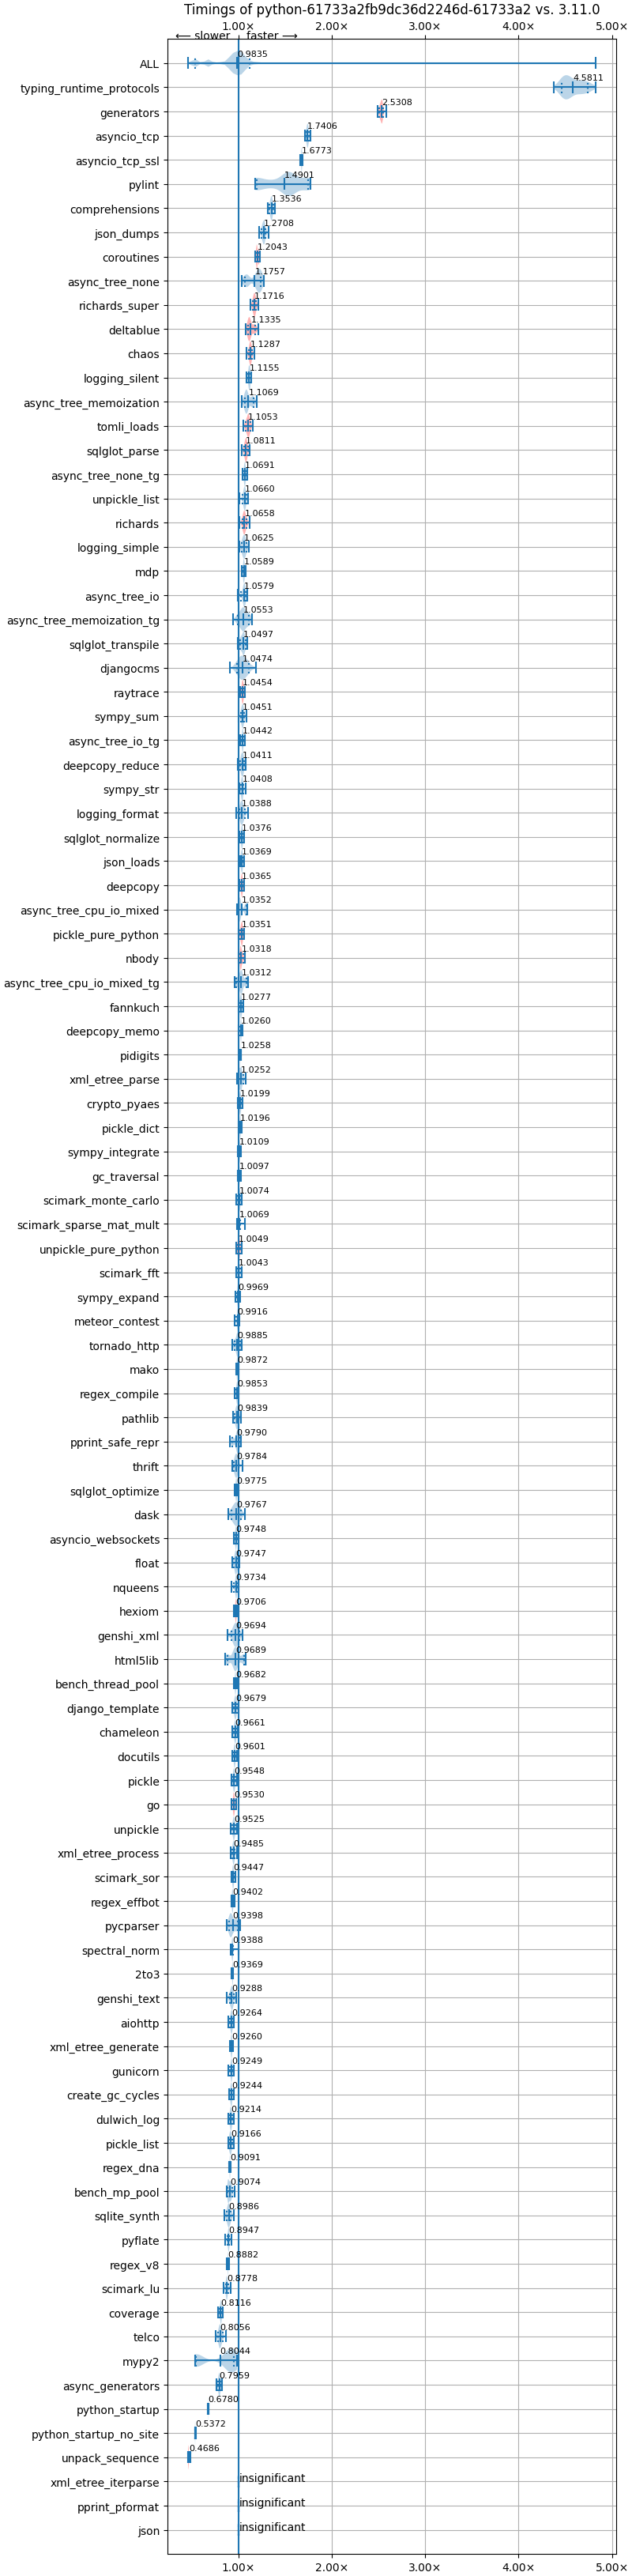 Timings of python-61733a2fb9dc36d2246d-61733a2 vs. 3.11.0
1.00× 2.00× 3.00× 4.00× 5.00×
⟵ slower faster ⟶
ALL 0.9835
typing_runtime_protocols 4.5811
generators 2.5308
asyncio_tcp 1.7406
asyncio_tcp_ssl 1.6773
pylint 1.4901
comprehensions 1.3536
json_dumps 1.2708
coroutines 1.2043
async_tree_none 1.1757
richards_super 1.1716
deltablue 1.1335
chaos 1.1287
logging_silent 1.1155
async_tree_memoization 1.1069
tomli_loads 1.1053
sqlglot_parse 1.0811
async_tree_none_tg 1.0691
unpickle_list 1.0660
richards 1.0658
logging_simple 1.0625
mdp 1.0589
async_tree_io 1.0579
async_tree_memoization_tg 1.0553
sqlglot_transpile 1.0497
djangocms 1.0474
raytrace 1.0454
sympy_sum 1.0451
async_tree_io_tg 1.0442
deepcopy_reduce 1.0411
sympy_str 1.0408
logging_format 1.0388
sqlglot_normalize 1.0376
json_loads 1.0369
deepcopy 1.0365
async_tree_cpu_io_mixed 1.0352
pickle_pure_python 1.0351
nbody 1.0318
async_tree_cpu_io_mixed_tg 1.0312
fannkuch 1.0277
deepcopy_memo 1.0260
pidigits 1.0258
xml_etree_parse 1.0252
crypto_pyaes 1.0199
pickle_dict 1.0196
sympy_integrate 1.0109
gc_traversal 1.0097
scimark_monte_carlo 1.0074
scimark_sparse_mat_mult 1.0069
unpickle_pure_python 1.0049
scimark_fft 1.0043
sympy_expand 0.9969
meteor_contest 0.9916
tornado_http 0.9885
mako 0.9872
regex_compile 0.9853
pathlib 0.9839
pprint_safe_repr 0.9790
thrift 0.9784
sqlglot_optimize 0.9775
dask 0.9767
asyncio_websockets 0.9748
float 0.9747
nqueens 0.9734
hexiom 0.9706
genshi_xml 0.9694
html5lib 0.9689
bench_thread_pool 0.9682
django_template 0.9679
chameleon 0.9661
docutils 0.9601
pickle 0.9548
go 0.9530
unpickle 0.9525
xml_etree_process 0.9485
scimark_sor 0.9447
regex_effbot 0.9402
pycparser 0.9398
spectral_norm 0.9388
2to3 0.9369
genshi_text 0.9288
aiohttp 0.9264
xml_etree_generate 0.9260
gunicorn 0.9249
create_gc_cycles 0.9244
dulwich_log 0.9214
pickle_list 0.9166
regex_dna 0.9091
bench_mp_pool 0.9074
sqlite_synth 0.8986
pyflate 0.8947
regex_v8 0.8882
scimark_lu 0.8778
coverage 0.8116
telco 0.8056
mypy2 0.8044
async_generators 0.7959
python_startup 0.6780
python_startup_no_site 0.5372
unpack_sequence 0.4686
xml_etree_iterparse insignificant
pprint_pformat insignificant
json insignificant
1.00× 2.00× 3.00× 4.00× 5.00×